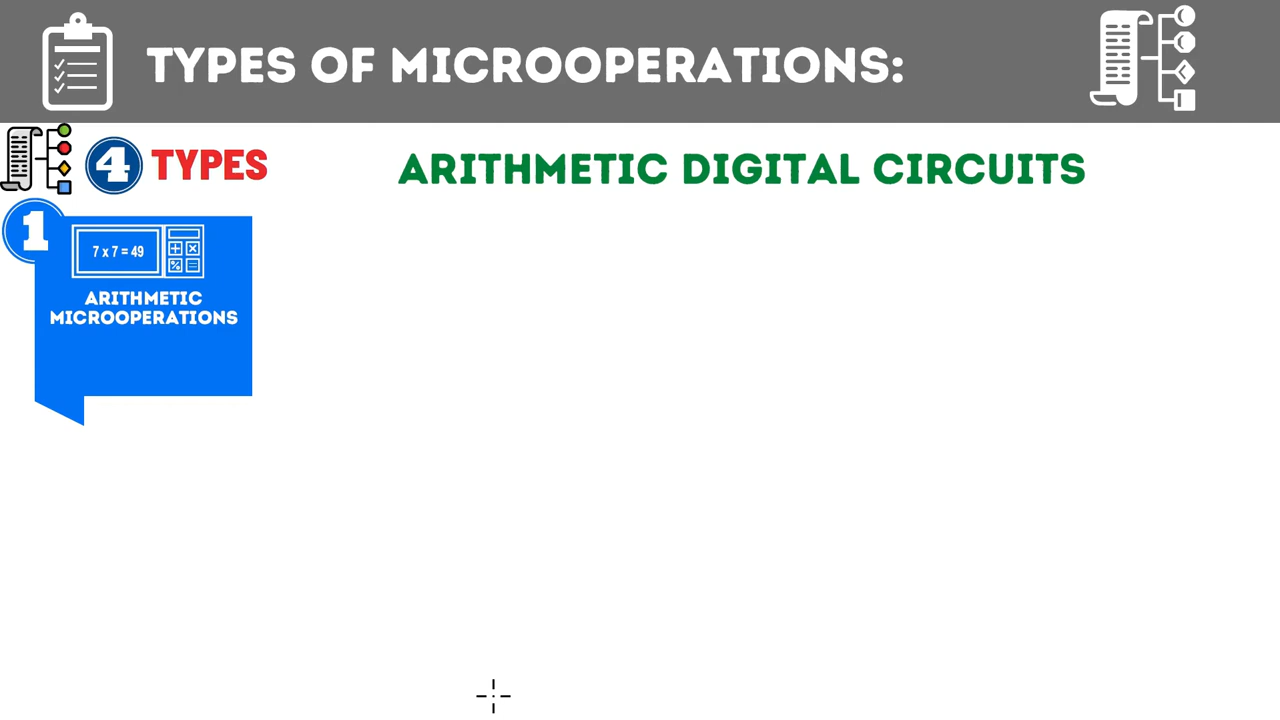 TYPES OF MICROOPERATIONS:
4 TYPES
ARITHMETIC DIGITAL CIRCUITS
1
7 x 7 = 49
+ x
% =
ARITHMETIC
MICROOPERATIONS